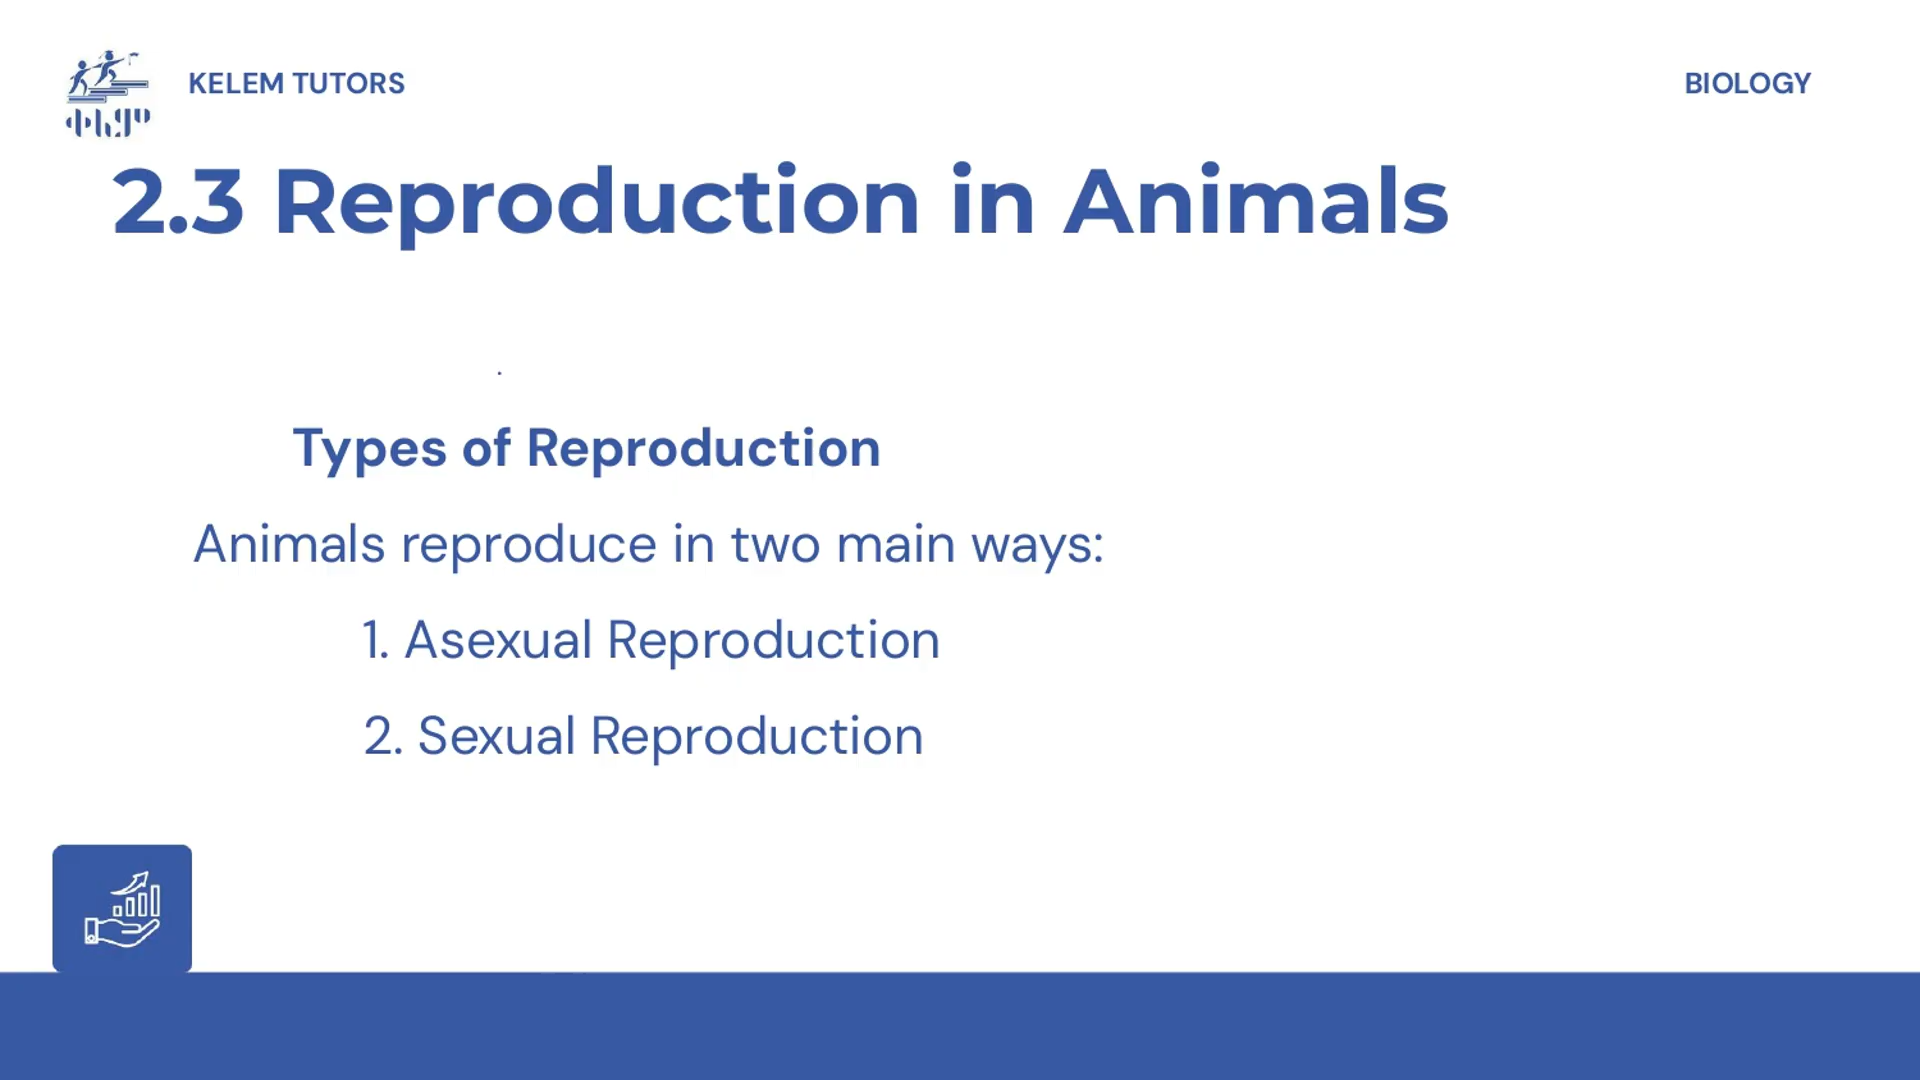 KELEM TUTORS
BIOLOGY
ቀለም
2.3 Reproduction in Animals
.
Types of Reproduction
Animals reproduce in two main ways:
1. Asexual Reproduction
2. Sexual Reproduction